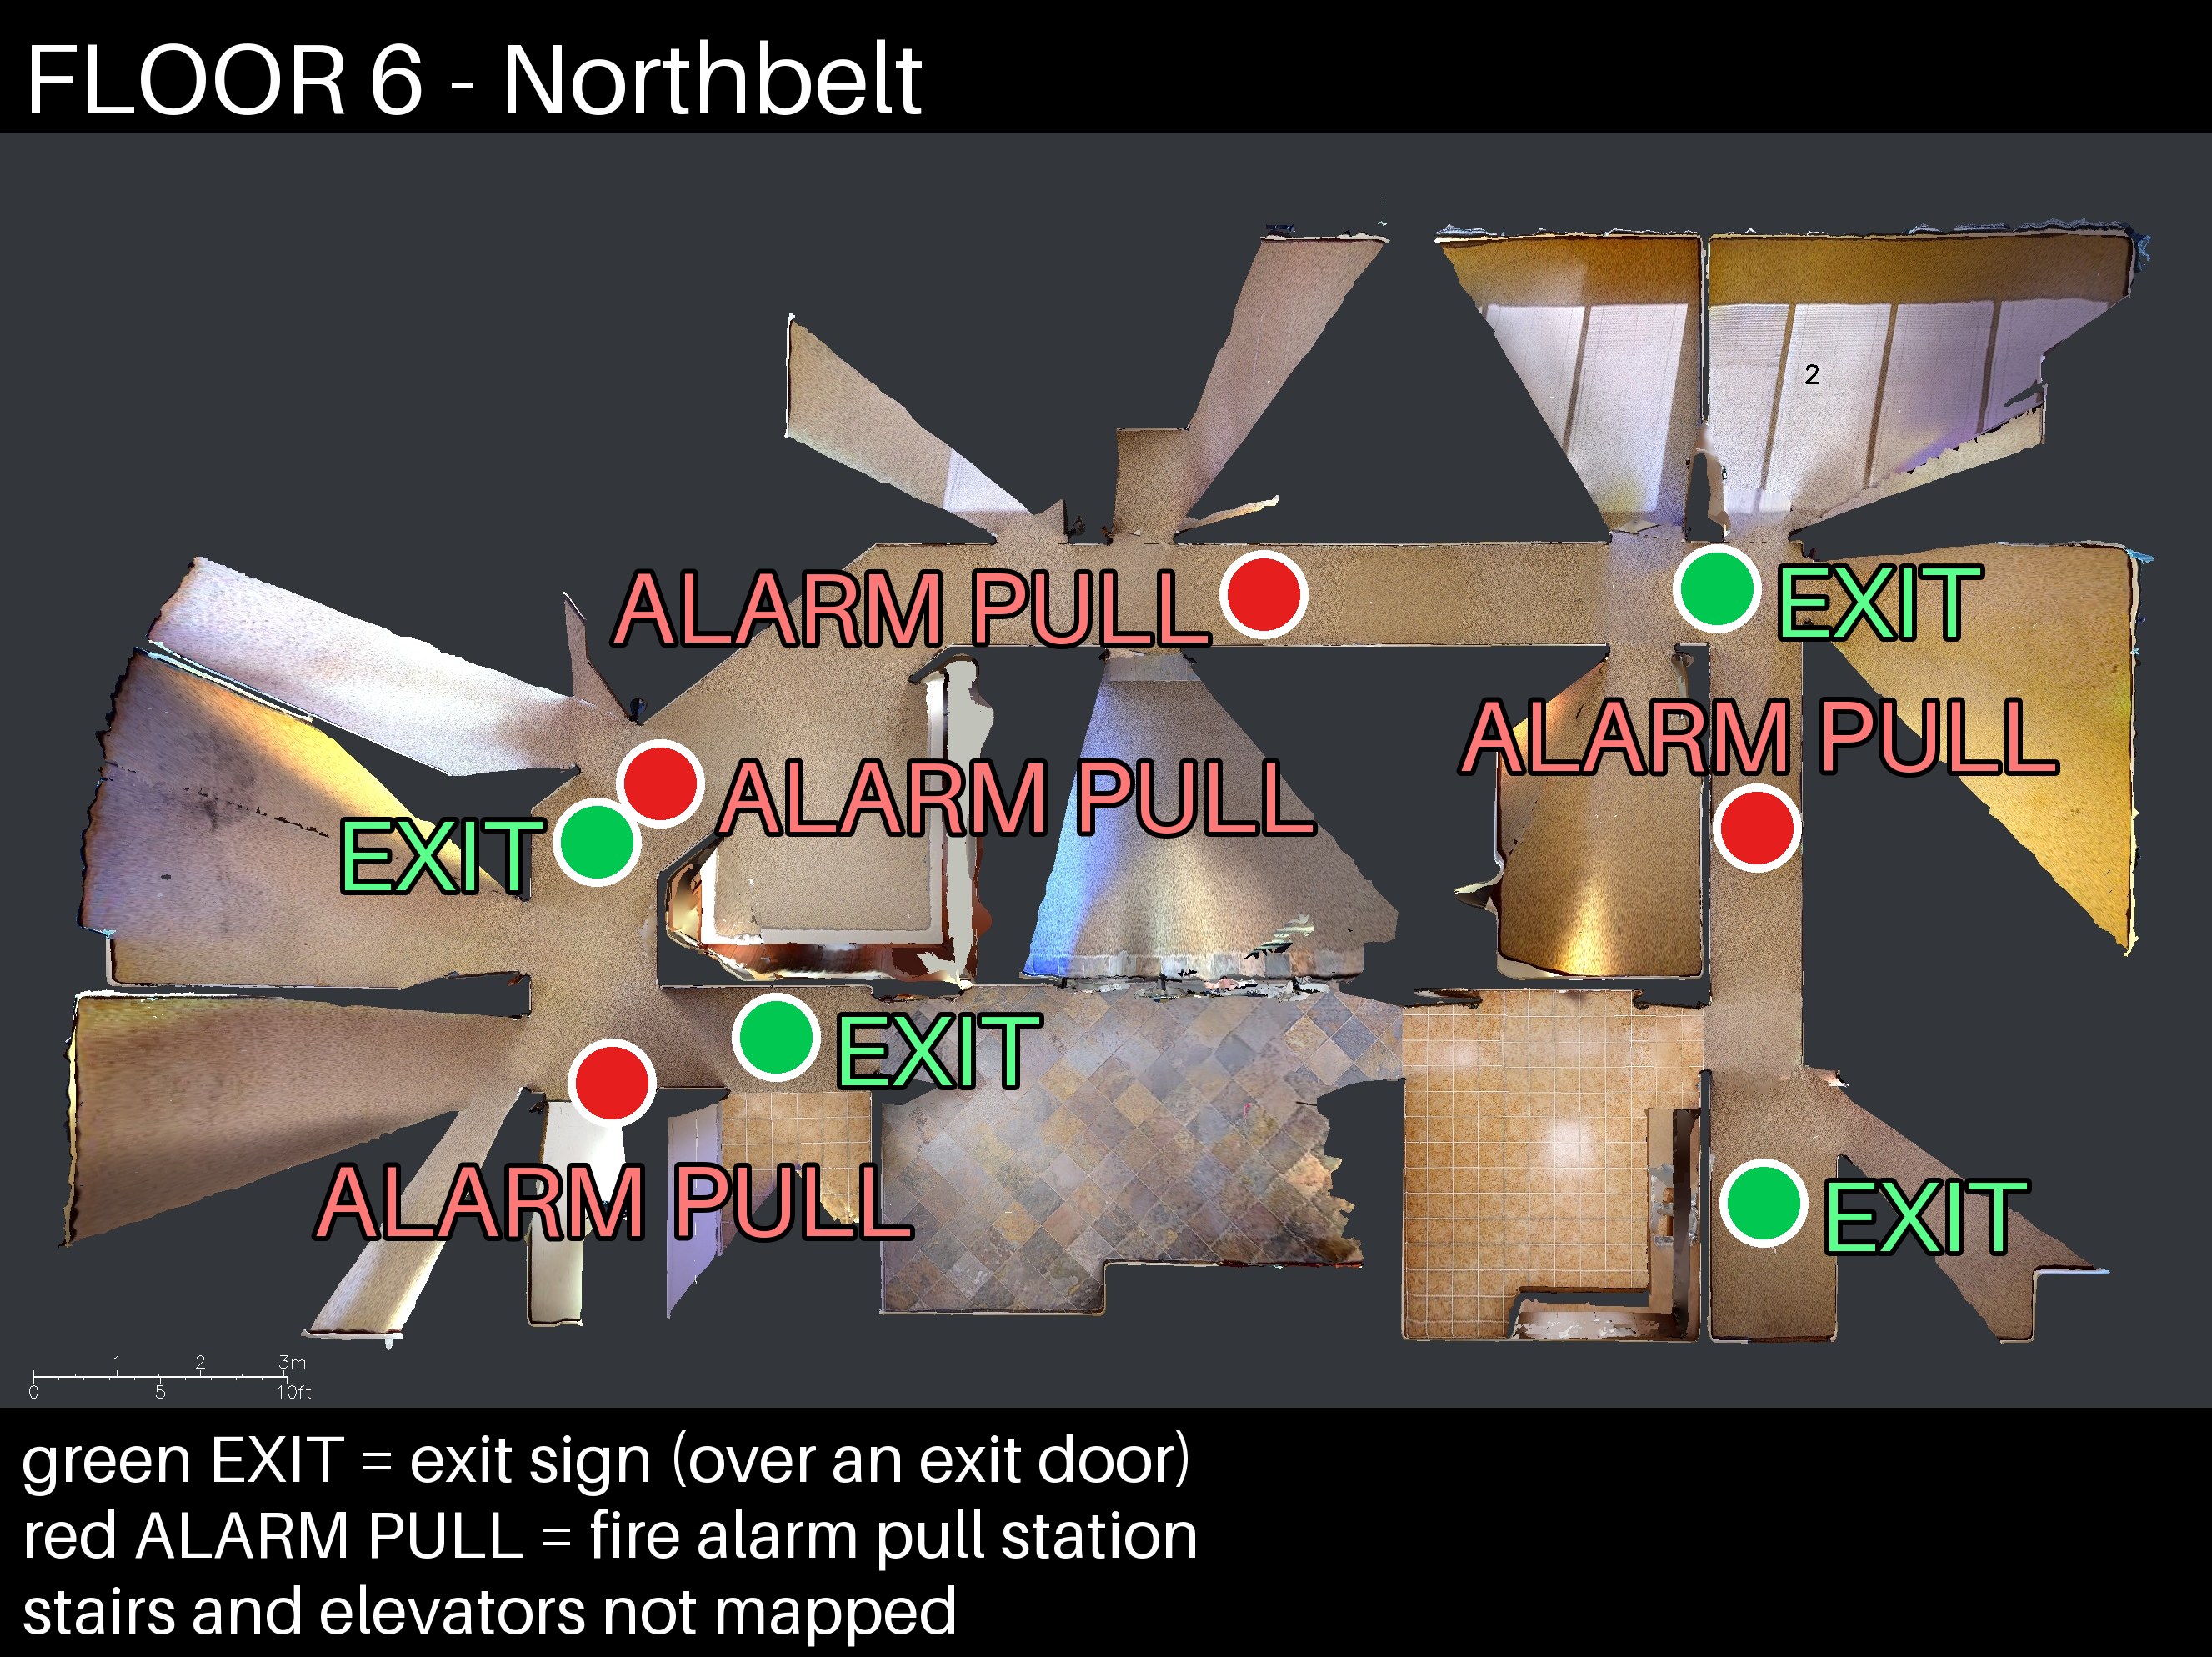 FLOOR 6 - Northbelt
2
ALARM PULL
EXIT
ALARM PULL
ALARM PULL
EXIT
EXIT
ALARM PULL
EXIT
1 2 3m
0 5 10ft
green EXIT = exit sign (over an exit door)
red ALARM PULL = fire alarm pull station
stairs and elevators not mapped